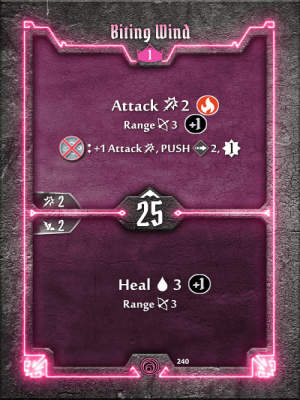 Biting Wind
1
Attack 2
Range 3 +1
: +1 Attack, PUSH 2, 1
2
25
2
Heal 3 +1
Range 3
240